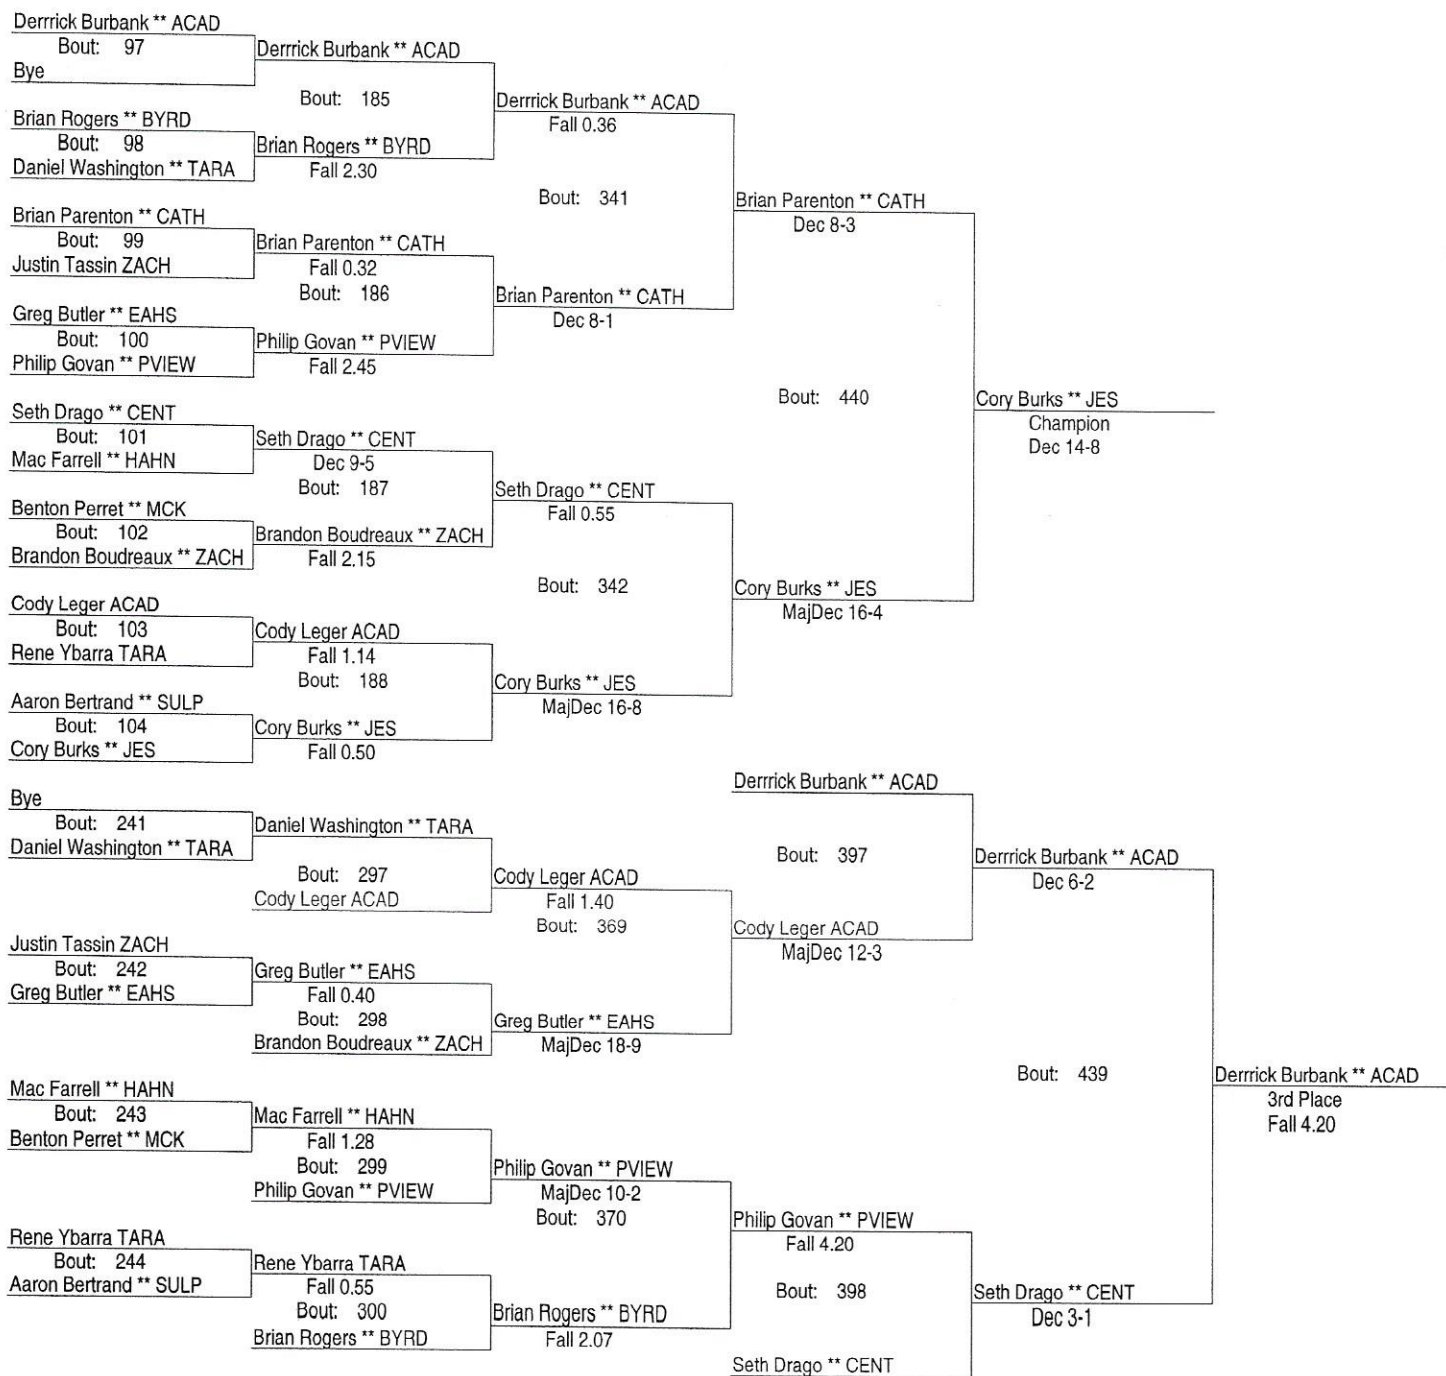 Derrrick Burbank ** ACAD
Bout: 97
Bye
Derrrick Burbank ** ACAD
Bout: 185
Brian Rogers ** BYRD
Bout: 98
Daniel Washington ** TARA
Brian Rogers ** BYRD
Fall 2.30
Derrrick Burbank ** ACAD
Fall 0.36
Bout: 341
Brian Parenton ** CATH
Bout: 99
Justin Tassin ZACH
Brian Parenton ** CATH
Fall 0.32
Bout: 186
Greg Butler ** EAHS
Bout: 100
Philip Govan ** PVIEW
Philip Govan ** PVIEW
Fall 2.45
Brian Parenton ** CATH
Dec 8-1
Brian Parenton ** CATH
Dec 8-3
Bout: 440
Seth Drago ** CENT
Bout: 101
Mac Farrell ** HAHN
Seth Drago ** CENT
Dec 9-5
Bout: 187
Benton Perret ** MCK
Bout: 102
Brandon Boudreaux ** ZACH
Brandon Boudreaux ** ZACH
Fall 2.15
Seth Drago ** CENT
Fall 0.55
Bout: 342
Cody Leger ACAD
Bout: 103
Rene Ybarra TARA
Cody Leger ACAD
Fall 1.14
Bout: 188
Aaron Bertrand ** SULP
Bout: 104
Cory Burks ** JES
Cory Burks ** JES
Fall 0.50
Cory Burks ** JES
MajDec 16-8
Cory Burks ** JES
MajDec 16-4
Cory Burks ** JES
Champion
Dec 14-8
Bye
Bout: 241
Daniel Washington ** TARA
Daniel Washington ** TARA
Bout: 297
Cody Leger ACAD
Cody Leger ACAD
Fall 1.40
Bout: 369
Justin Tassin ZACH
Bout: 242
Greg Butler ** EAHS
Greg Butler ** EAHS
Fall 0.40
Bout: 298
Brandon Boudreaux ** ZACH
Greg Butler ** EAHS
MajDec 18-9
Derrrick Burbank ** ACAD
Bout: 397
Cody Leger ACAD
MajDec 12-3
Derrrick Burbank ** ACAD
Dec 6-2
Bout: 439
Mac Farrell ** HAHN
Bout: 243
Benton Perret ** MCK
Mac Farrell ** HAHN
Fall 1.28
Bout: 299
Philip Govan ** PVIEW
Philip Govan ** PVIEW
MajDec 10-2
Bout: 370
Rene Ybarra TARA
Bout: 244
Aaron Bertrand ** SULP
Rene Ybarra TARA
Fall 0.55
Bout: 300
Brian Rogers ** BYRD
Brian Rogers ** BYRD
Fall 2.07
Philip Govan ** PVIEW
Fall 4.20
Bout: 398
Seth Drago ** CENT
Seth Drago ** CENT
Dec 3-1
Derrrick Burbank ** ACAD
3rd Place
Fall 4.20